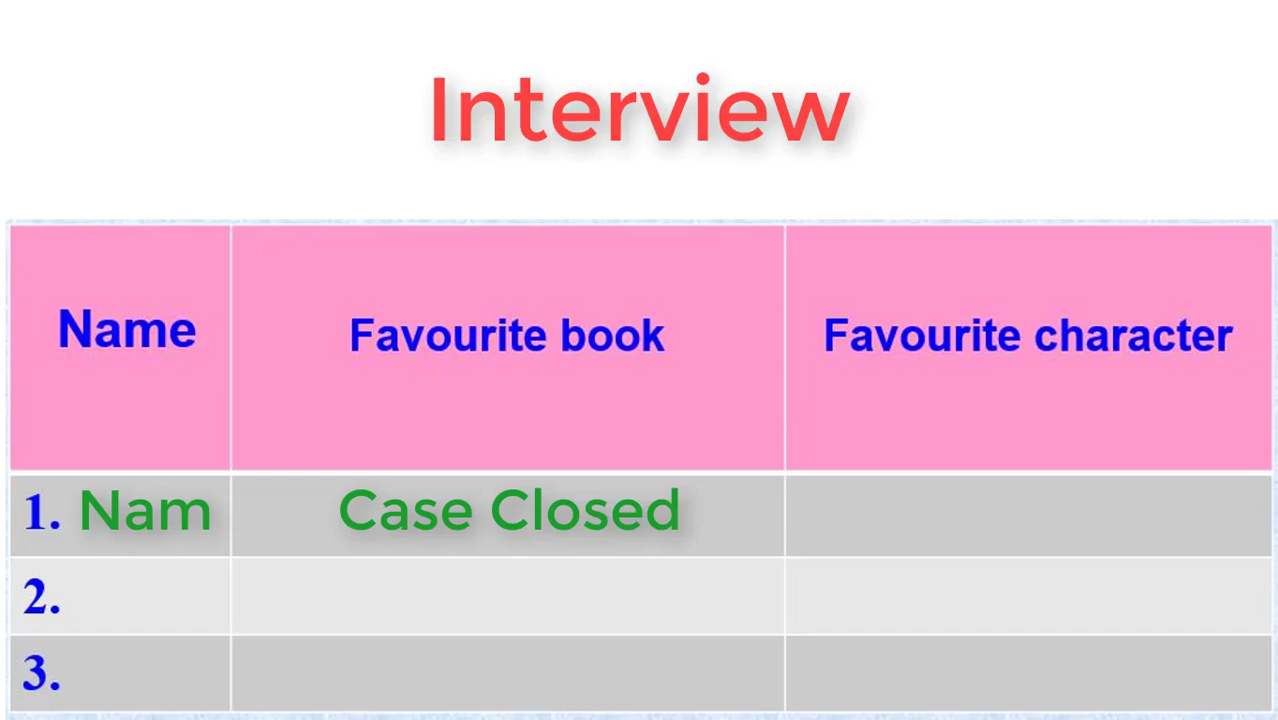 Interview
Name Favourite book Favourite character
1. Nam Case Closed
2.
3.